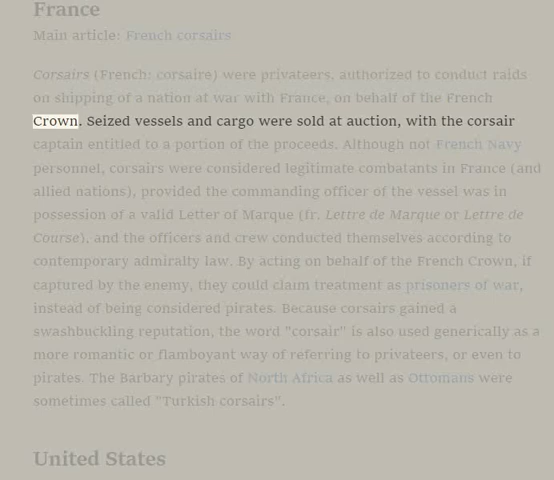 France
Main article: French corsairs
Corsairs (French: corsaire) were privateers, authorized to conduct raids
on shipping of a nation at war with France, on behalf of the French
Crown. Seized vessels and cargo were sold at auction, with the corsair
captain entitled to a portion of the proceeds. Although not French Navy
personnel, corsairs were considered legitimate combatants in France (and
allied nations), provided the commanding officer of the vessel was in
possession of a valid Letter of Marque (fr. Lettre de Marque or Lettre de
Course), and the officers and crew conducted themselves according to
contemporary admiralty law. By acting on behalf of the French Crown, if
captured by the enemy, they could claim treatment as prisoners of war,
instead of being considered pirates. Because corsairs gained a
swashbuckling reputation, the word "corsair" is also used generically as a
more romantic or flamboyant way of referring to privateers, or even to
pirates. The Barbary pirates of North Africa as well as Ottomans were
sometimes called "Turkish corsairs".
United States